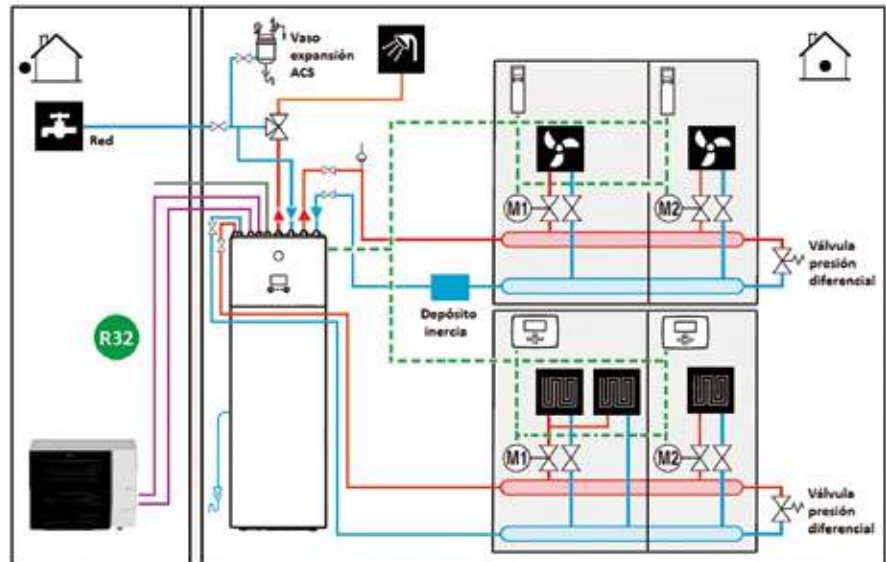 Vaso
expansión
ACS
Red
M1
M2
Válvula
presión
diferencial
Depósito
inercia
R32
M1
M2
Válvula
presión
diferencial